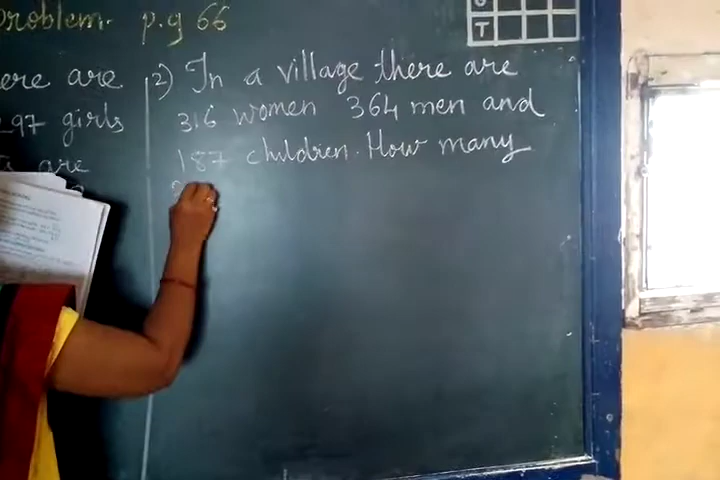 problem. p.g 66
ere are
297 girls
are
2) In a village there are
316 women 364 men and
187 children. How many
T